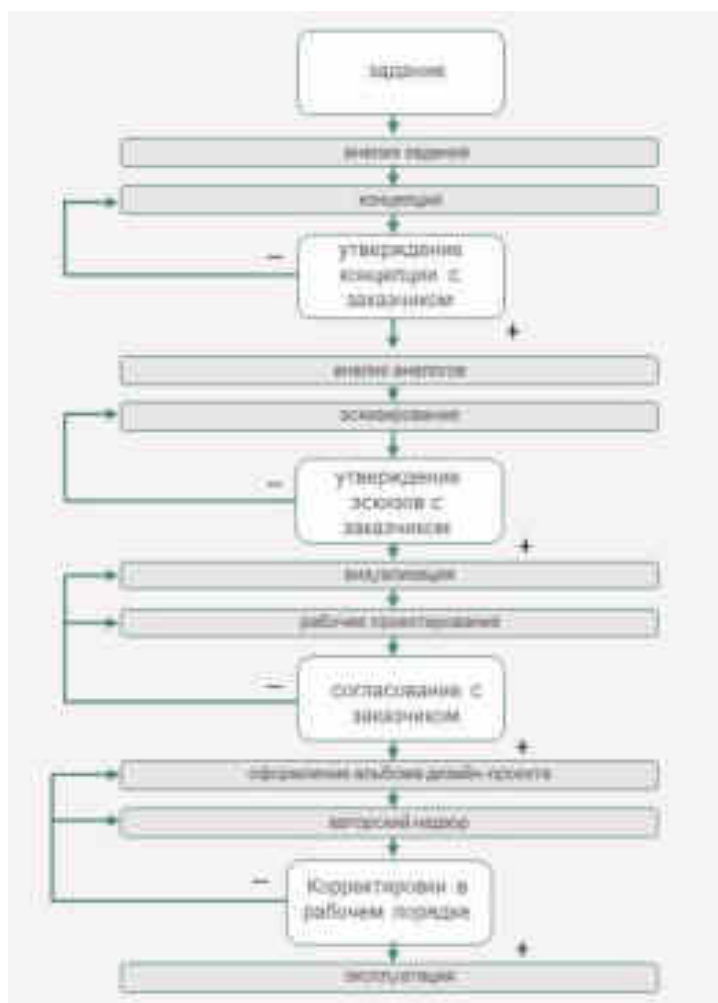 задание
анализ задания
концепция
утверждение
концепции с
заказчиком
–
+
анализ аналогов
эскизирование
утверждение
эскизов с
заказчиком
–
+
визуализация
рабочее проектирование
согласование с
заказчиком
–
+
оформление альбома дизайн-проекта
авторский надзор
Корректировки в
рабочем порядке
–
+
эксплуатация